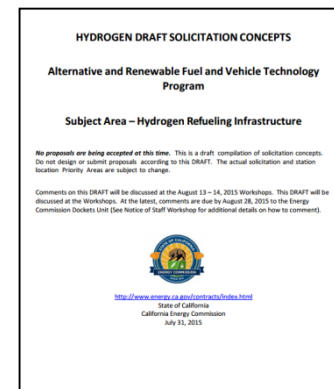 HYDROGEN DRAFT SOLICITATION CONCEPTS
Alternative and Renewable Fuel and Vehicle Technology
Program
Subject Area – Hydrogen Refueling Infrastructure
No proposals are being accepted at this time. This is a draft compilation of solicitation concepts.
Do not design or submit proposals according to this DRAFT. The actual solicitation and station
location Priority Areas are subject to change.
Comments on this DRAFT will be discussed at the August 13 – 14, 2015 Workshops. This DRAFT will be
discussed at the Workshops. At the latest, comments are due by August 28, 2015 to the Energy
Commission Dockets Unit (See Notice of Staff Workshop for additional details on how to comment).
STATE OF CALIFORNIA
ENERGY COMMISSION
http://www.energy.ca.gov/contracts/index.html
State of California
California Energy Commission
July 31, 2015